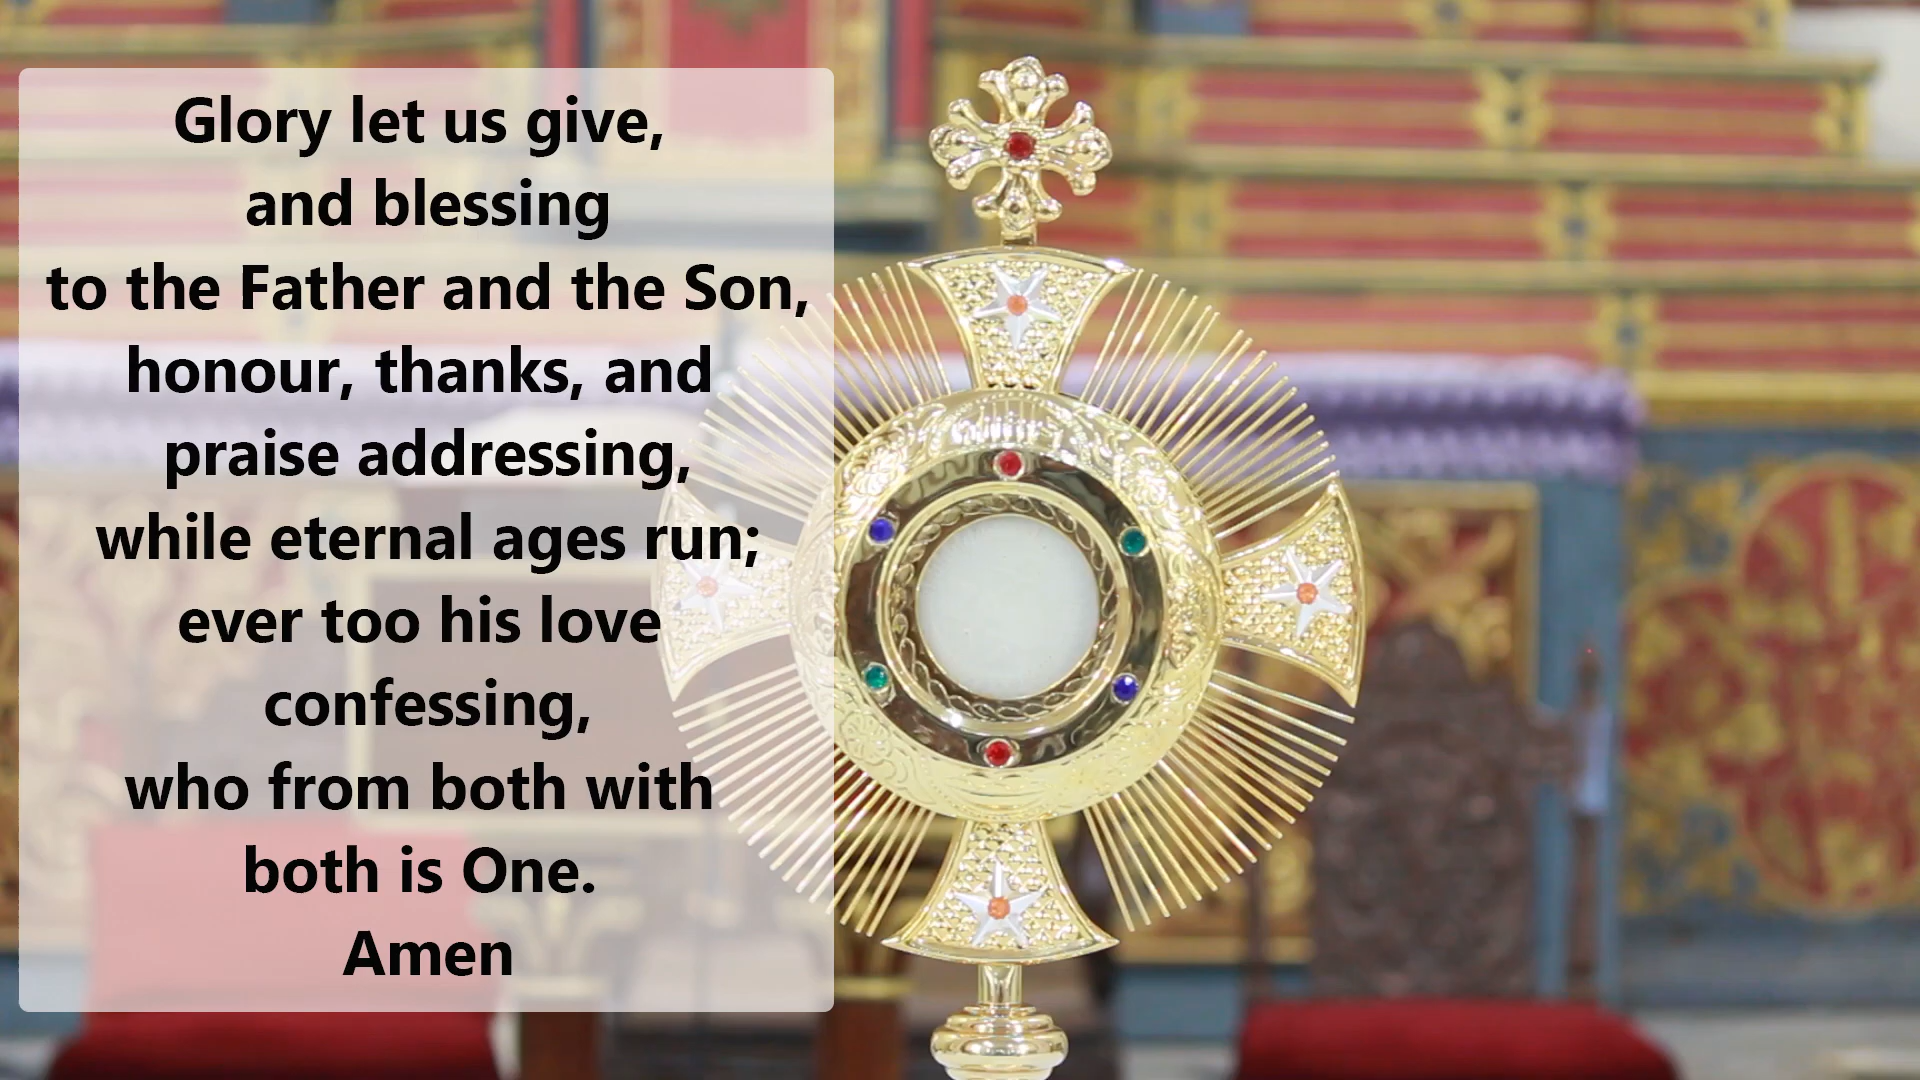 Glory let us give,
and blessing
to the Father and the Son,
honour, thanks, and
praise addressing,
while eternal ages run;
ever too his love
confessing,
who from both with
both is One.
Amen